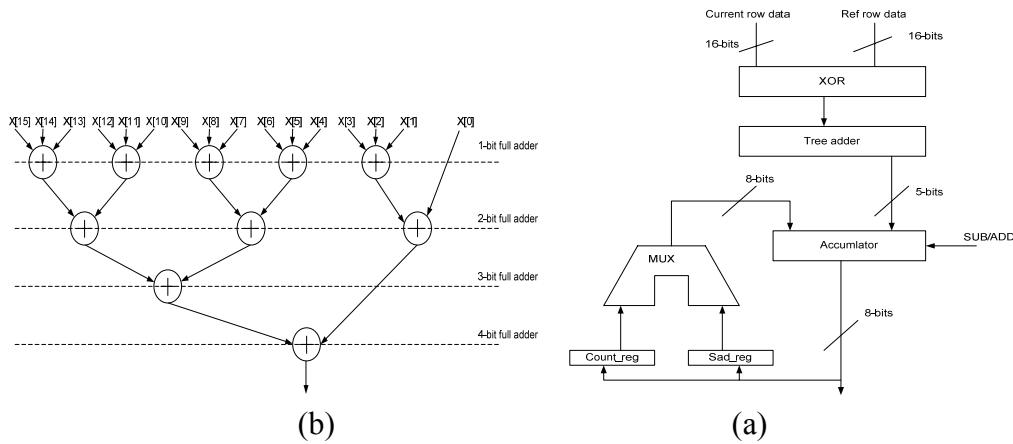 X[15] X[14] X[13] X[12] X[11] X[10] X[9] X[8] X[7] X[6] X[5] X[4] X[3] X[2] X[1] X[0]
1-bit full adder
2-bit full adder
3-bit full adder
4-bit full adder
(b)
Current row data Ref row data
16-bits 16-bits
XOR
Tree adder
8-bits 5-bits
Accumlator
SUB/ADD
MUX
8-bits
Count_reg Sad_reg
(a)